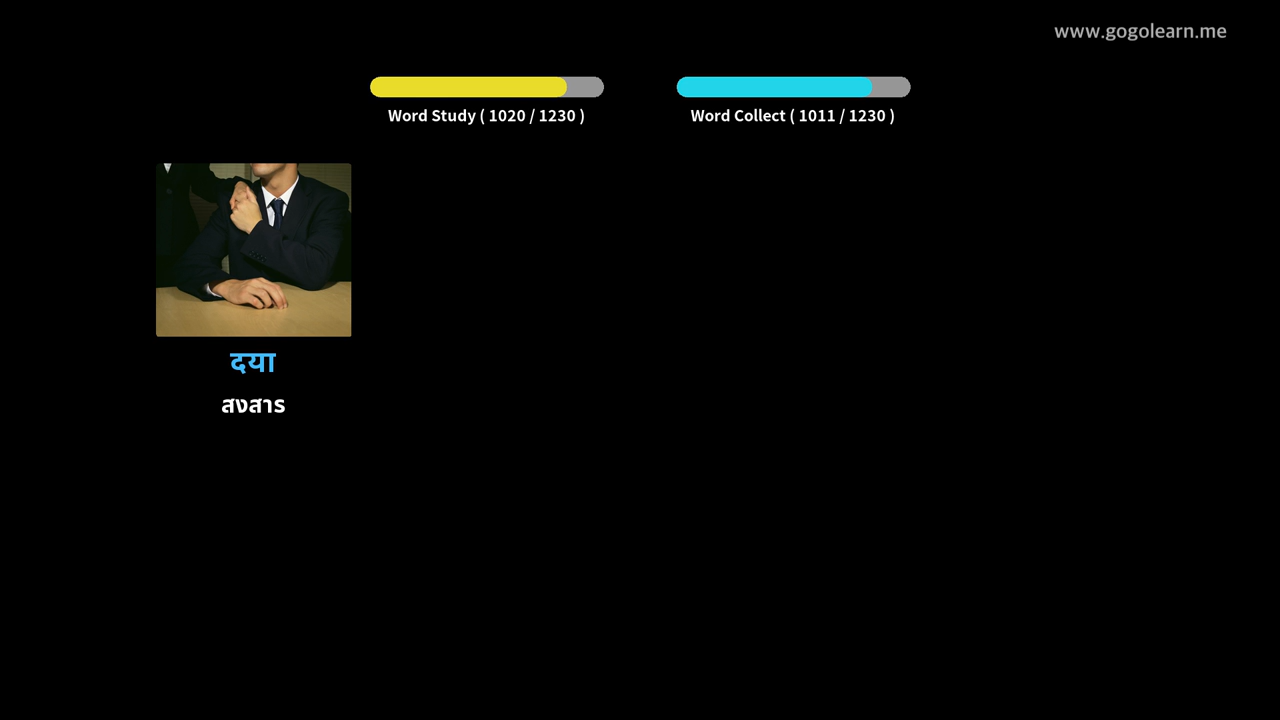 www.gogolearn.me
Word Study ( 1020 / 1230 )
Word Collect ( 1011 / 1230 )
दया
สงสาร